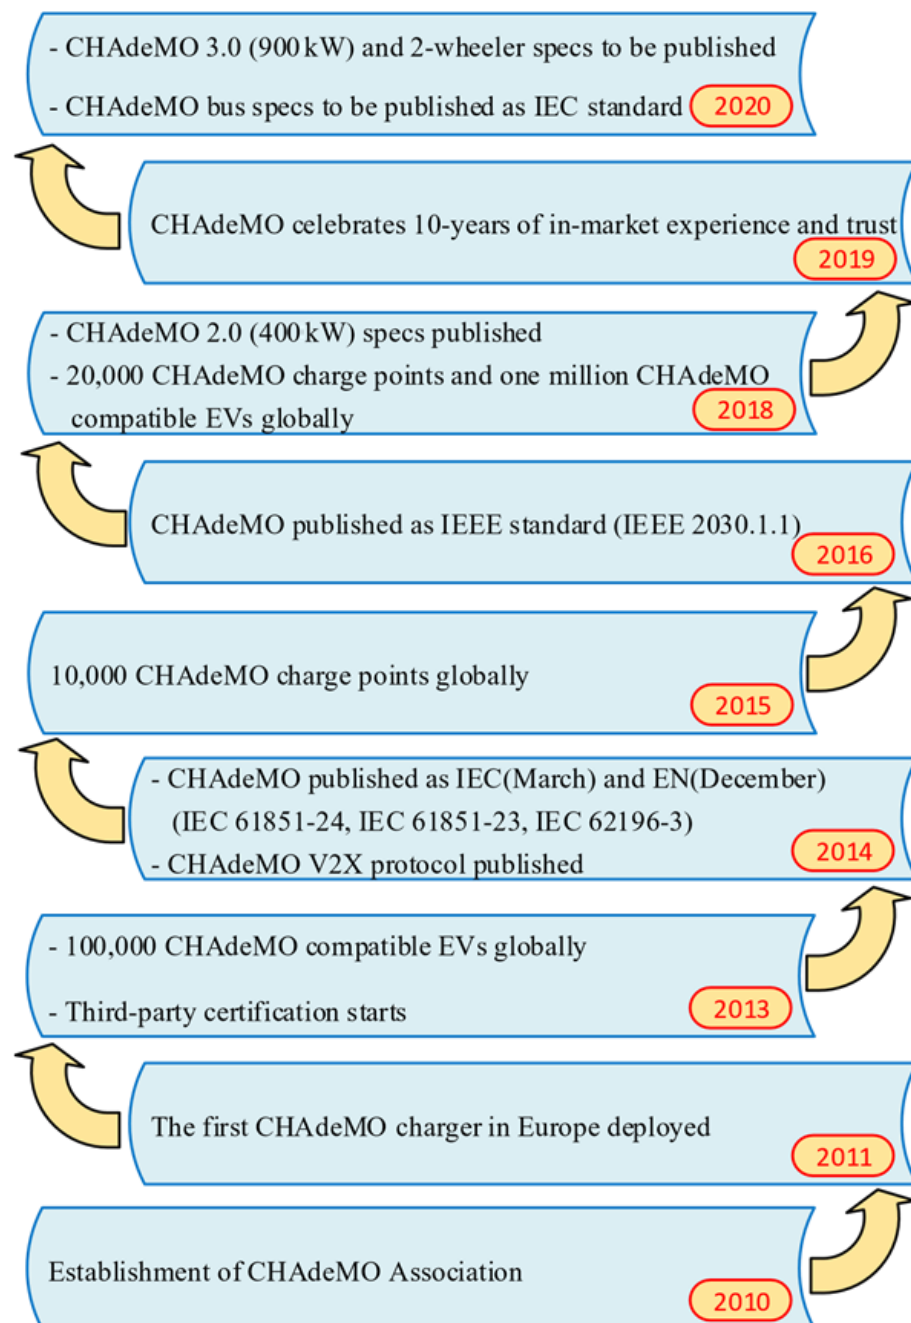 - CHAdeMO 3.0 (900 kW) and 2-wheeler specs to be published
- CHAdeMO bus specs to be published as IEC standard
2020
CHAdeMO celebrates 10-years of in-market experience and trust
2019
- CHAdeMO 2.0 (400 kW) specs published
- 20,000 CHAdeMO charge points and one million CHAdeMO
compatible EVs globally
2018
CHAdeMO published as IEEE standard (IEEE 2030.1.1)
2016
10,000 CHAdeMO charge points globally
2015
- CHAdeMO published as IEC(March) and EN(December)
(IEC 61851-24, IEC 61851-23, IEC 62196-3)
- CHAdeMO V2X protocol published
2014
- 100,000 CHAdeMO compatible EVs globally
- Third-party certification starts
2013
The first CHAdeMO charger in Europe deployed
2011
Establishment of CHAdeMO Association
2010